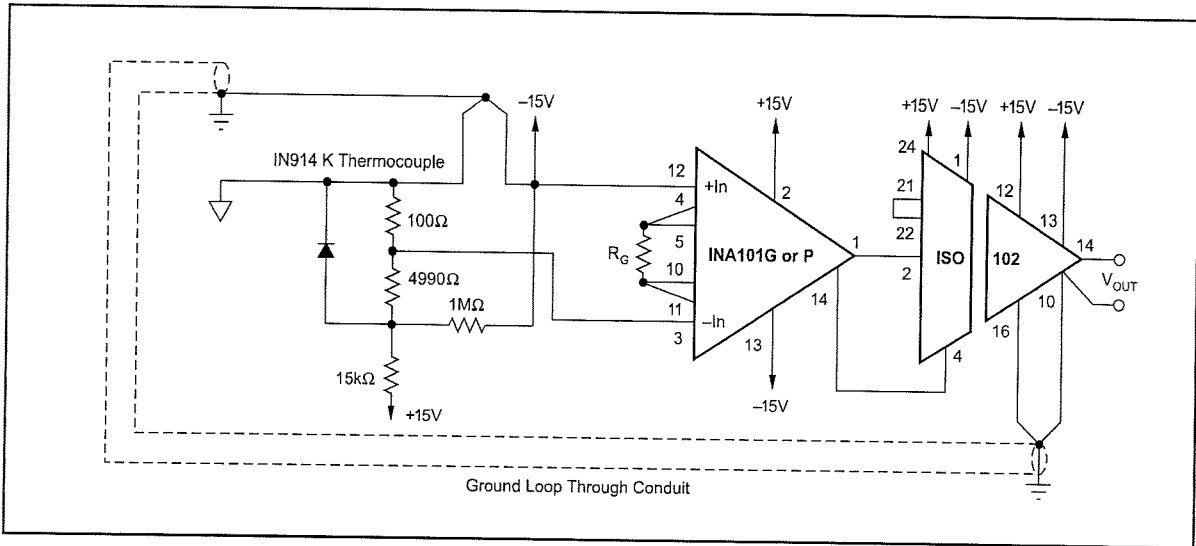 –15V
+15V
+15V –15V
+15V –15V
IN914 K Thermocouple
12
+In
4
5
10
11
–In
3
2
RG
INA101G or P
1
14
13
–15V
100Ω
4990Ω
1MΩ
15kΩ
+15V
24
1
21
22
2
ISO
4
12
13
14
102
10
16
VOUT
Ground Loop Through Conduit